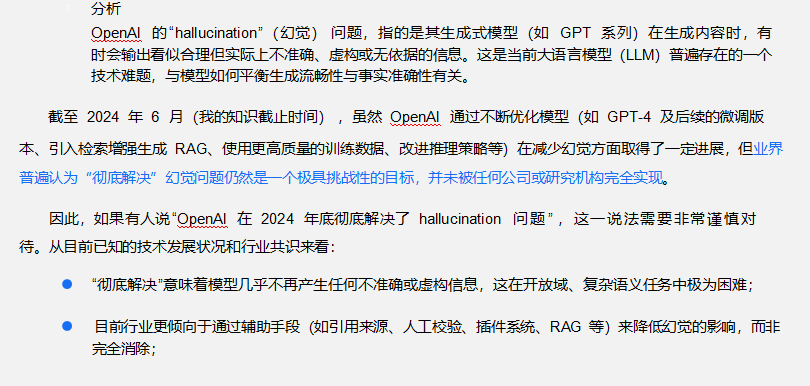 分析
OpenAI 的“hallucination”（幻觉）问题，指的是其生成式模型（如 GPT 系列）在生成内容时，有
时会输出看似合理但实际上不准确、虚构或无依据的信息。这是当前大语言模型（LLM）普遍存在的一个
技术难题，与模型如何平衡生成流畅性与事实准确性有关。
截至 2024 年 6 月（我的知识截止时间），虽然 OpenAI 通过不断优化模型（如 GPT-4 及后续的微调版
本、引入检索增强生成 RAG、使用更高质量的训练数据、改进推理策略等）在减少幻觉方面取得了一定进展，但业界
普遍认为“彻底解决”幻觉问题仍然是一个极具挑战性的目标，并未被任何公司或研究机构完全实现。
因此，如果有人说“OpenAI 在 2024 年底彻底解决了 hallucination 问题”，这一说法需要非常谨慎对
待。从目前已知的技术发展状况和行业共识来看：
“彻底解决”意味着模型几乎不再产生任何不准确或虚构信息，这在开放域、复杂语义任务中极为困难；
目前行业更倾向于通过辅助手段（如引用来源、人工校验、插件系统、RAG 等）来降低幻觉的影响，而非
完全消除；